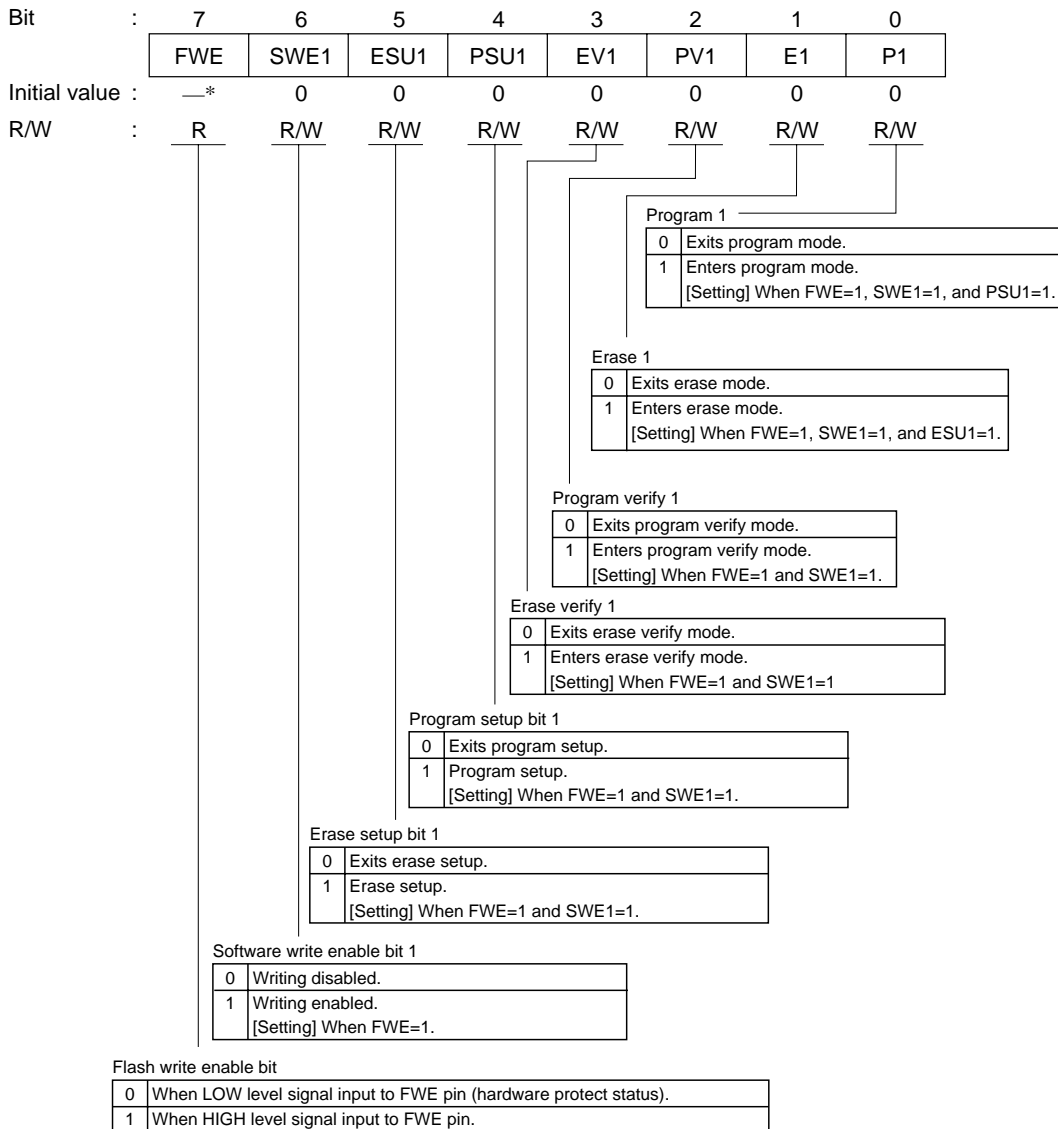 Bit : 7 6 5 4 3 2 1 0
FWE SWE1 ESU1 PSU1 EV1 PV1 E1 P1
Initial value : —* 0 0 0 0 0 0 0
R/W : R R/W R/W R/W R/W R/W R/W R/W
Program 1
0 Exits program mode.
1 Enters program mode.
[Setting] When FWE=1, SWE1=1, and PSU1=1.
Erase 1
0 Exits erase mode.
1 Enters erase mode.
[Setting] When FWE=1, SWE1=1, and ESU1=1.
Program verify 1
0 Exits program verify mode.
1 Enters program verify mode.
[Setting] When FWE=1 and SWE1=1.
Erase verify 1
0 Exits erase verify mode.
1 Enters erase verify mode.
[Setting] When FWE=1 and SWE1=1
Program setup bit 1
0 Exits program setup.
1 Program setup.
[Setting] When FWE=1 and SWE1=1.
Erase setup bit 1
0 Exits erase setup.
1 Erase setup.
[Setting] When FWE=1 and SWE1=1.
Software write enable bit 1
0 Writing disabled.
1 Writing enabled.
[Setting] When FWE=1.
Flash write enable bit
0 When LOW level signal input to FWE pin (hardware protect status).
1 When HIGH level signal input to FWE pin.